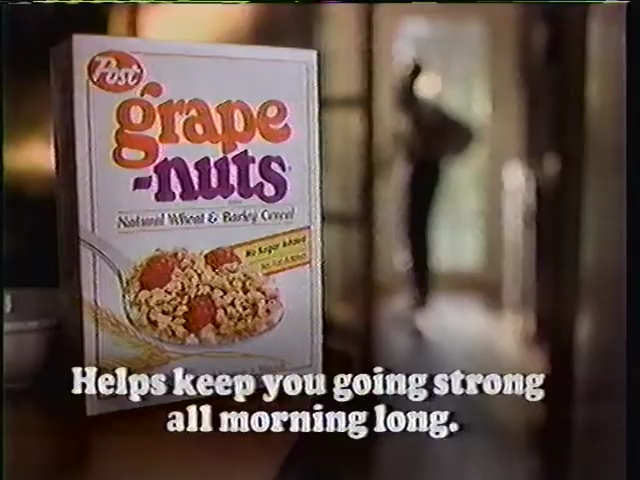 Post
grape
-nuts
Natural Wheat & Barley Cereal
No Sugar Added
Helps keep you going strong
all morning long.